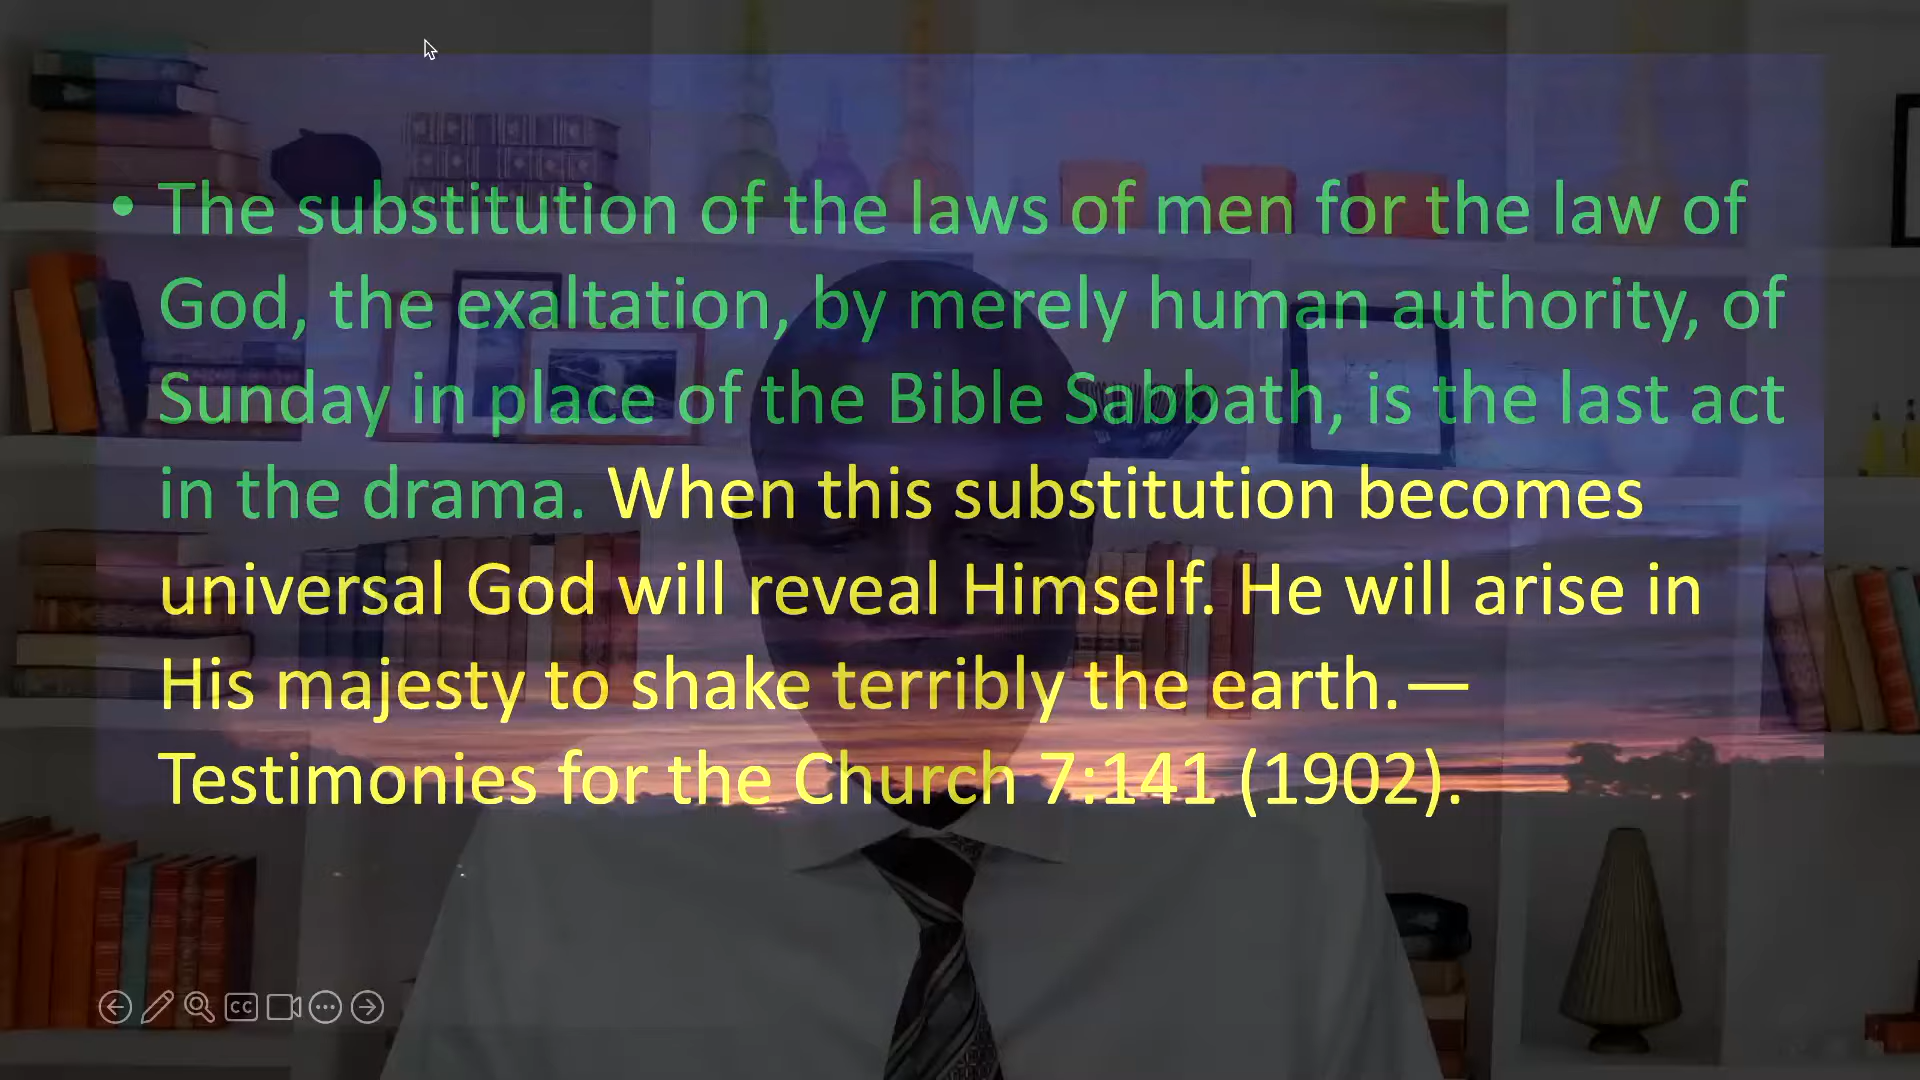 • The substitution of the laws of men for the law of
God, the exaltation, by merely human authority, of
Sunday in place of the Bible Sabbath, is the last act
in the drama. When this substitution becomes
universal God will reveal Himself. He will arise in
His majesty to shake terribly the earth.—
Testimonies for the Church 7:141 (1902).
CC